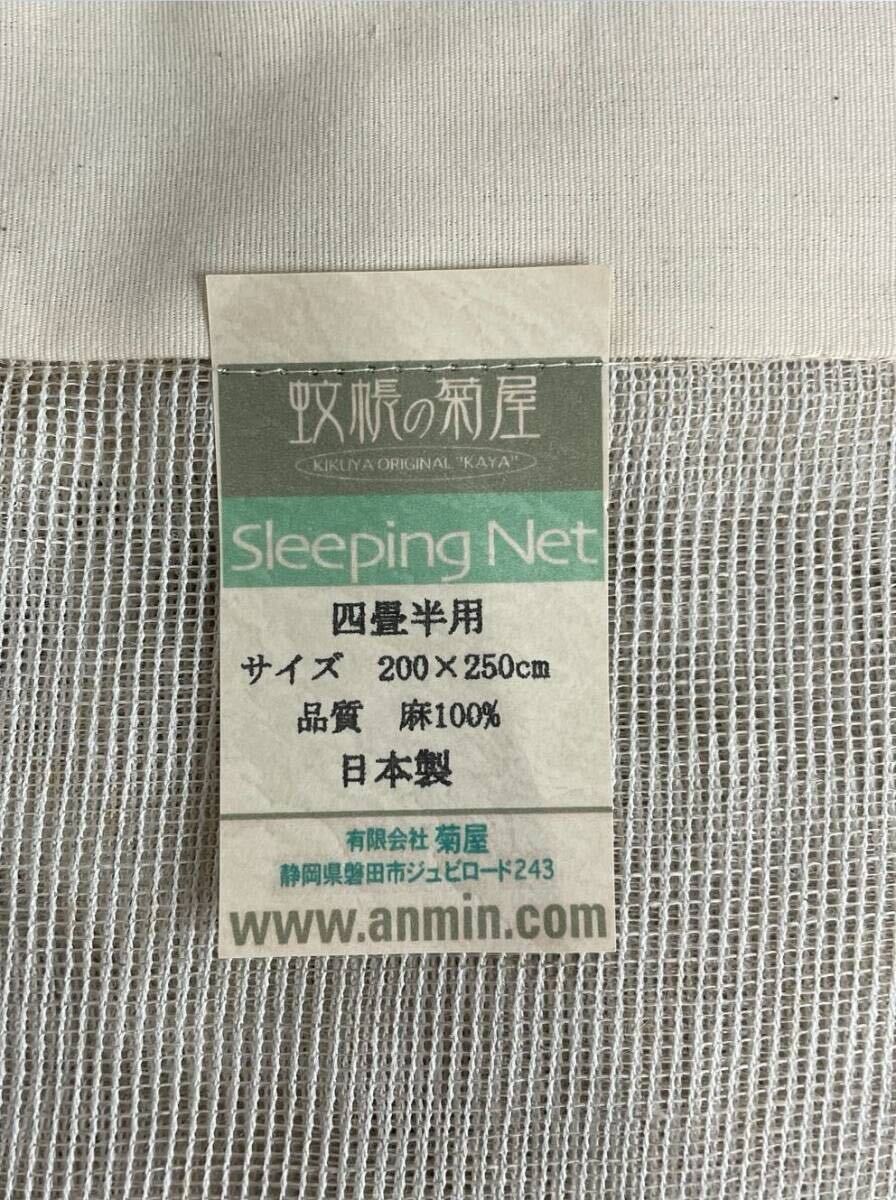 蚊帳の菊屋
KIKUYA ORIGINAL "KAYA"
Sleeping Net
四畳半用
サイズ 200×250cm
品質 麻100%
日本製
有限会社 菊屋
静岡県磐田市ジュビロード243
www.anmin.com